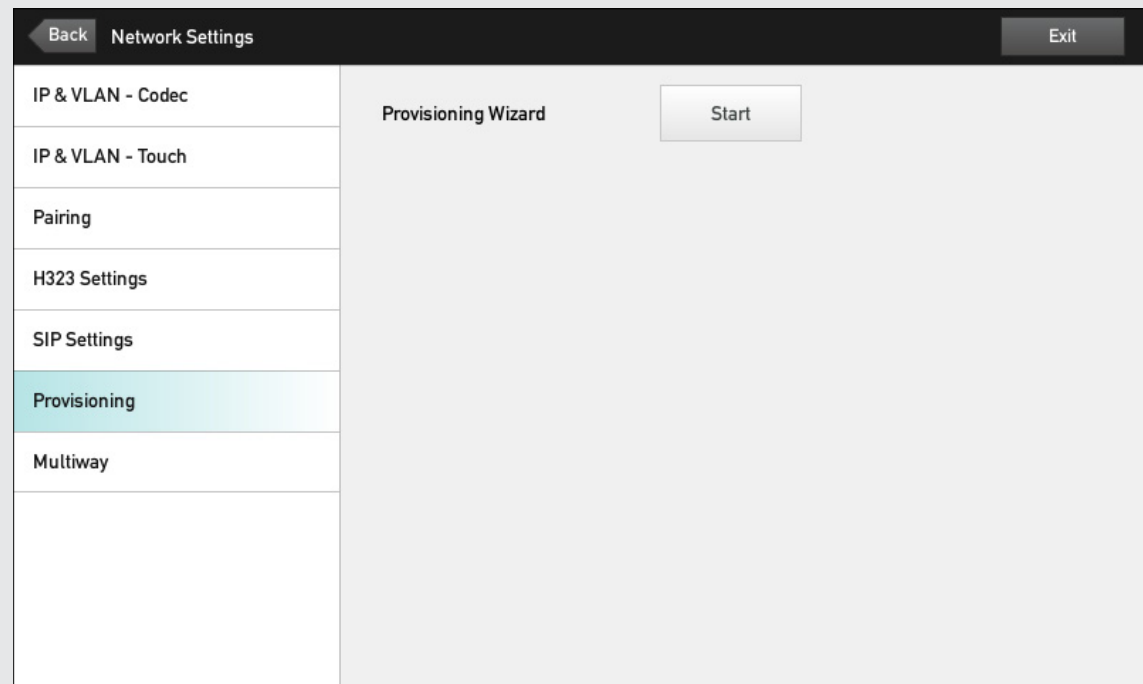 Back
Network Settings
Exit
IP & VLAN - Codec
IP & VLAN - Touch
Pairing
H323 Settings
SIP Settings
Provisioning
Multiway
Provisioning Wizard
Start